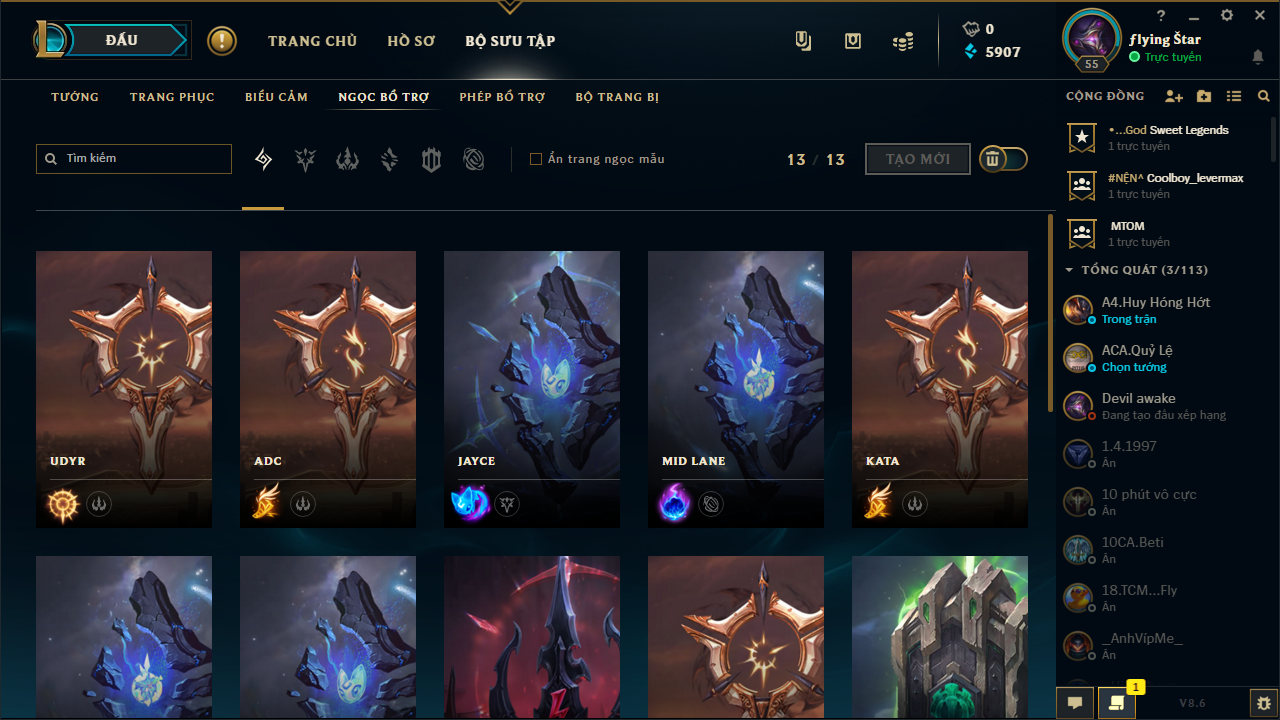 ĐẤU
!
TRANG CHỦ
HỒ SƠ
BỘ SƯU TẬP
0
5907
?
55
ƒlying Štar
Trực tuyến
TƯỚNG
TRANG PHỤC
BIỂU CẢM
NGỌC BỔ TRỢ
PHÉP BỔ TRỢ
BỘ TRANG BỊ
Tìm kiếm
Ẩn trang ngọc mẫu
13 / 13
TẠO MỚI
UDYR
ADC
JAYCE
MID LANE
KATA
CỘNG ĐỒNG
•...God Sweet Legends
1 trực tuyến
#NỆN^ Coolboy_levermax
1 trực tuyến
MTOM
1 trực tuyến
TỔNG QUÁT (3/113)
A4.Huy Hóng Hớt
Trong trận
ACA.Quỷ Lệ
Chọn tướng
Devil awake
Đang tạo đấu xếp hạng
1.4.1997
Ẩn
10 phút vô cực
Ẩn
10CA.Beti
Ẩn
18.TCM...Fly
Ẩn
_AnhVípMe_
Ẩn
1
V8.6